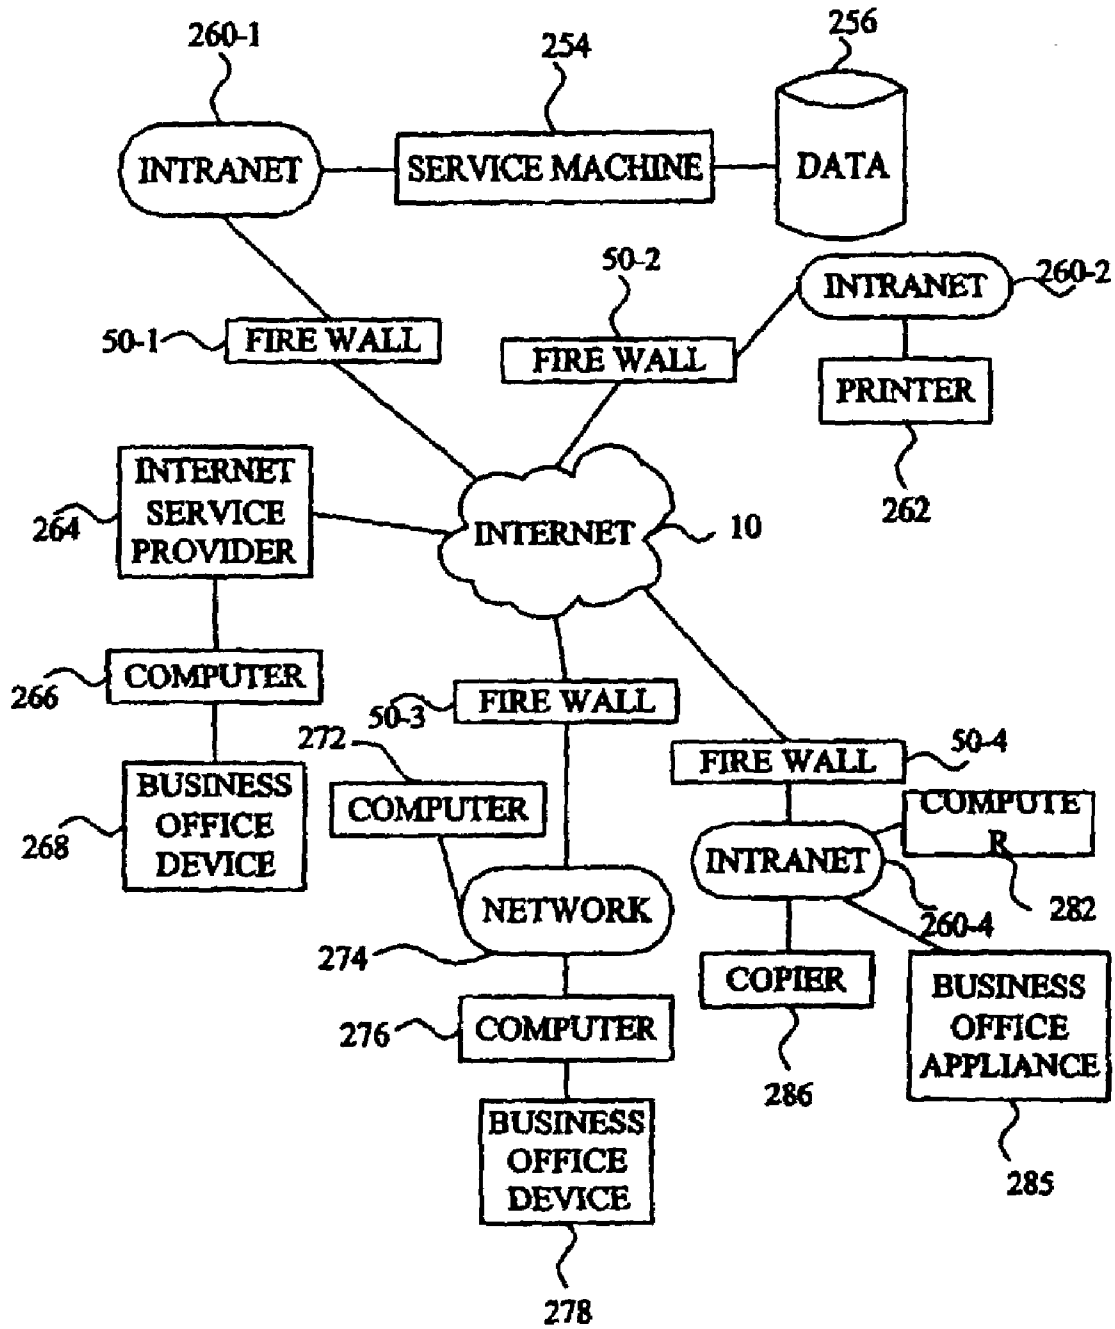 260-1
254
256
INTRANET
SERVICE MACHINE
DATA
50-2
INTRANET
260-2
50-1
FIRE WALL
FIRE WALL
PRINTER
262
INTERNET
SERVICE
PROVIDER
264
INTERNET
10
COMPUTER
266
FIRE WALL
50-3
272
50-4
FIRE WALL
BUSINESS
OFFICE
DEVICE
268
COMPUTER
COMPUTE
R
INTRANET
282
260-4
NETWORK
274
COPIER
BUSINESS
OFFICE
APPLIANCE
276
COMPUTER
286
BUSINESS
OFFICE
DEVICE
285
278